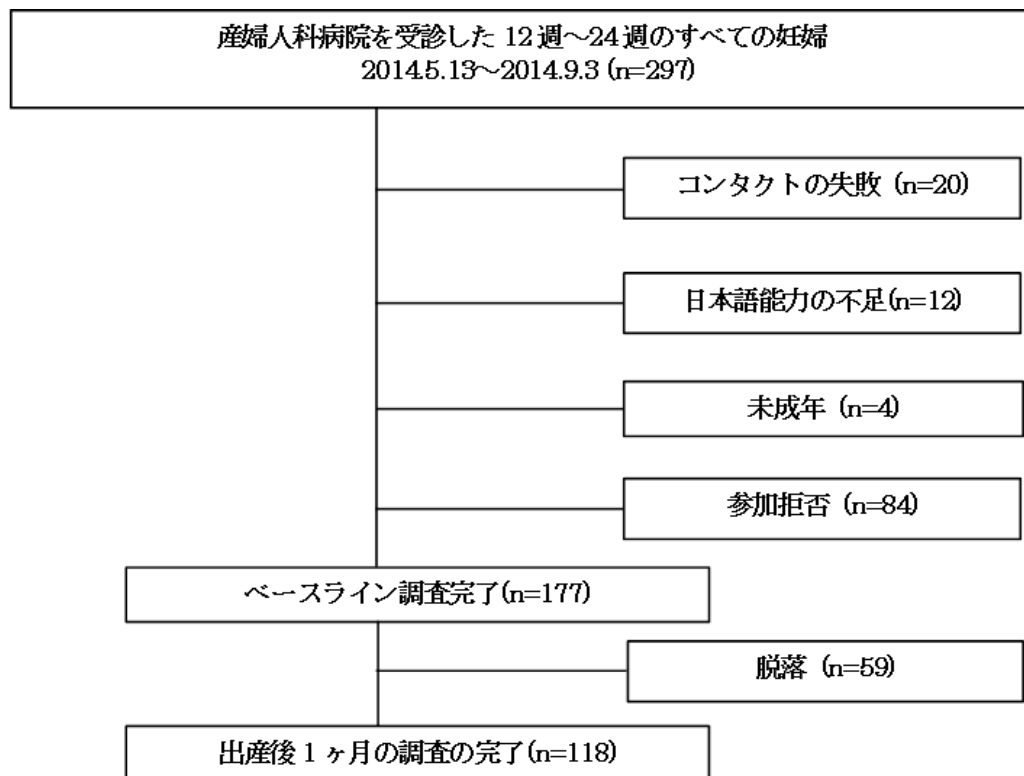 産婦人科病院を受診した 12週～24週のすべての妊婦
2014.5.13～2014.9.3 (n=297)
コンタクトの失敗 (n=20)
日本語能力の不足(n=12)
未成年 (n=4)
参加拒否 (n=84)
ベースライン調査完了(n=177)
脱落 (n=59)
出産後 1 ヶ月の調査の完了(n=118)